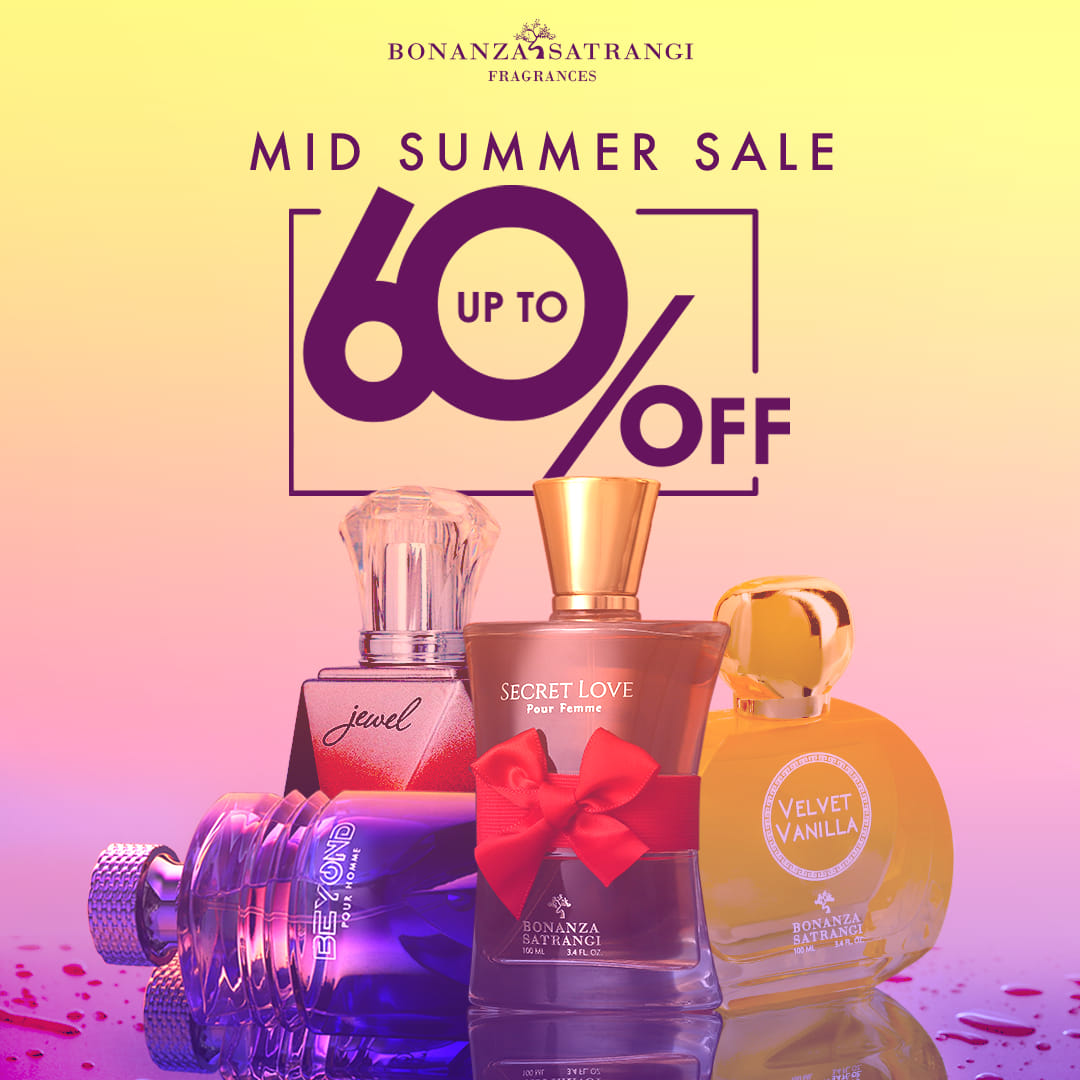 BONANZA SATRANGI
FRAGRANCES
MID SUMMER SALE
UP TO
60% OFF
jewel
SECRET LOVE
Pour Femme
VELVET
VANILLA
BEYOND
POUR HOMME
BONANZA
SATRANGI
100 ML 3.4 FL. OZ.
BONANZA
SATRANGI
100 ML 3.4 FL. OZ.